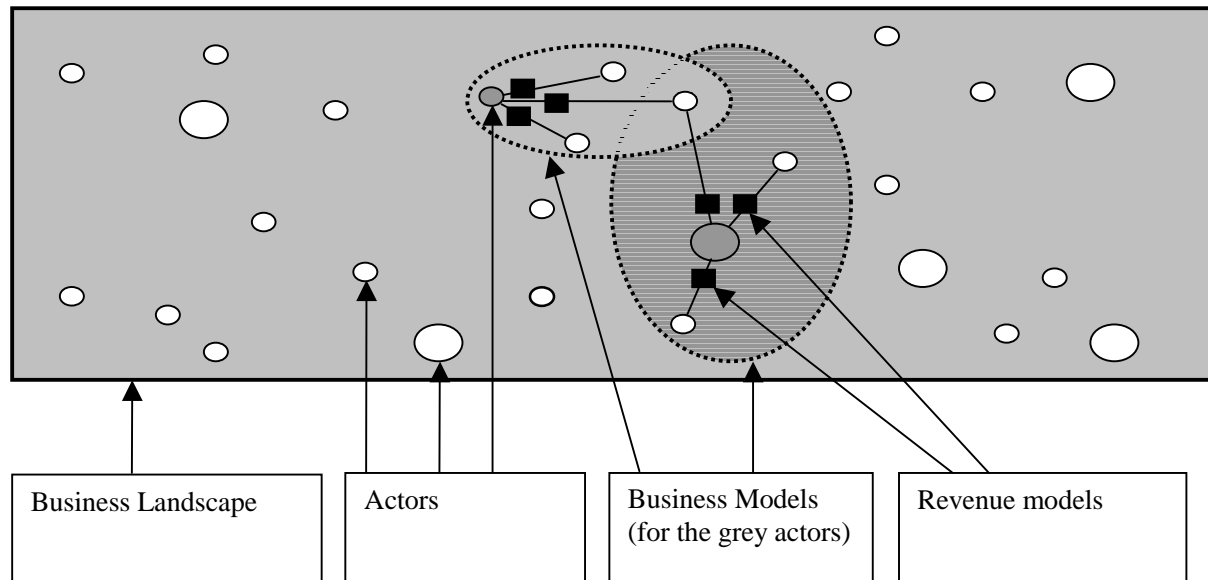 Business Landscape
Actors
Business Models
(for the grey actors)
Revenue models